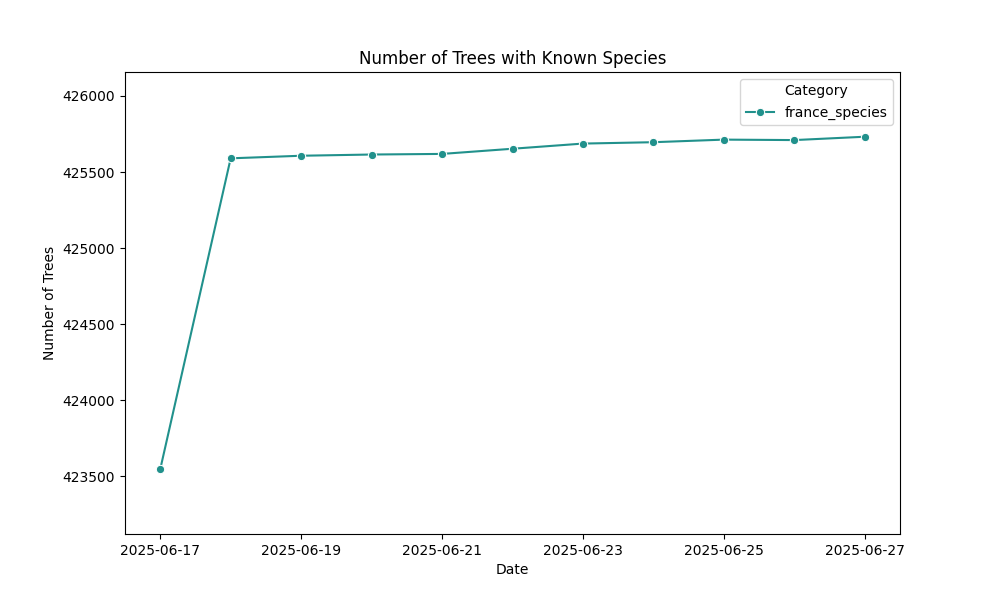 Number of Trees with Known Species
Category
france_species
426000
425500
425000
424500
424000
423500
Number of Trees
2025-06-17
2025-06-19
2025-06-21
2025-06-23
2025-06-25
2025-06-27
Date